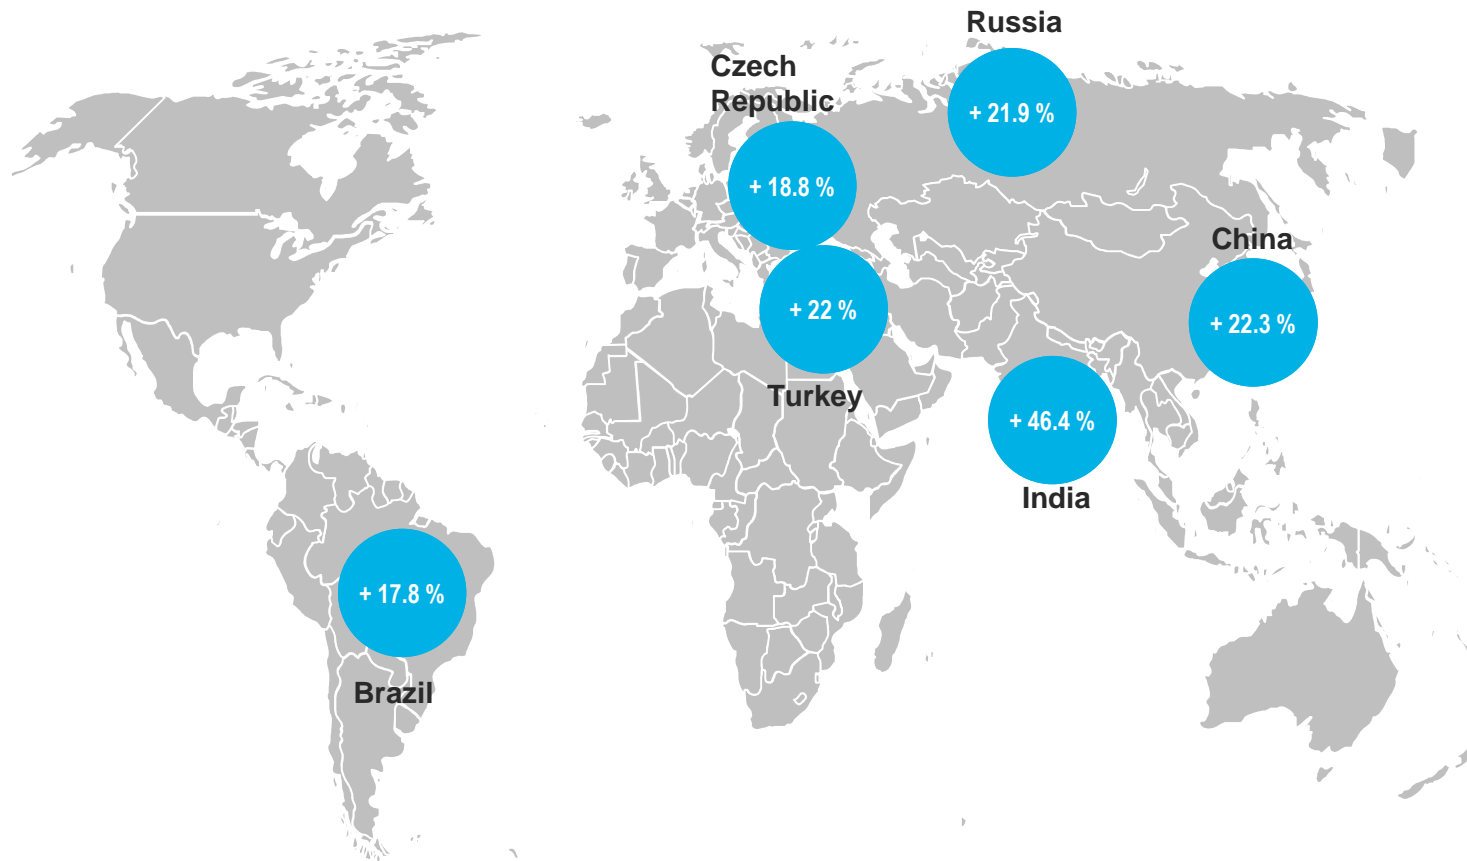 Russia
+ 21.9 %
Czech
Republic
+ 18.8 %
China
+ 22.3 %
+ 22 %
Turkey
+ 46.4 %
India
+ 17.8 %
Brazil